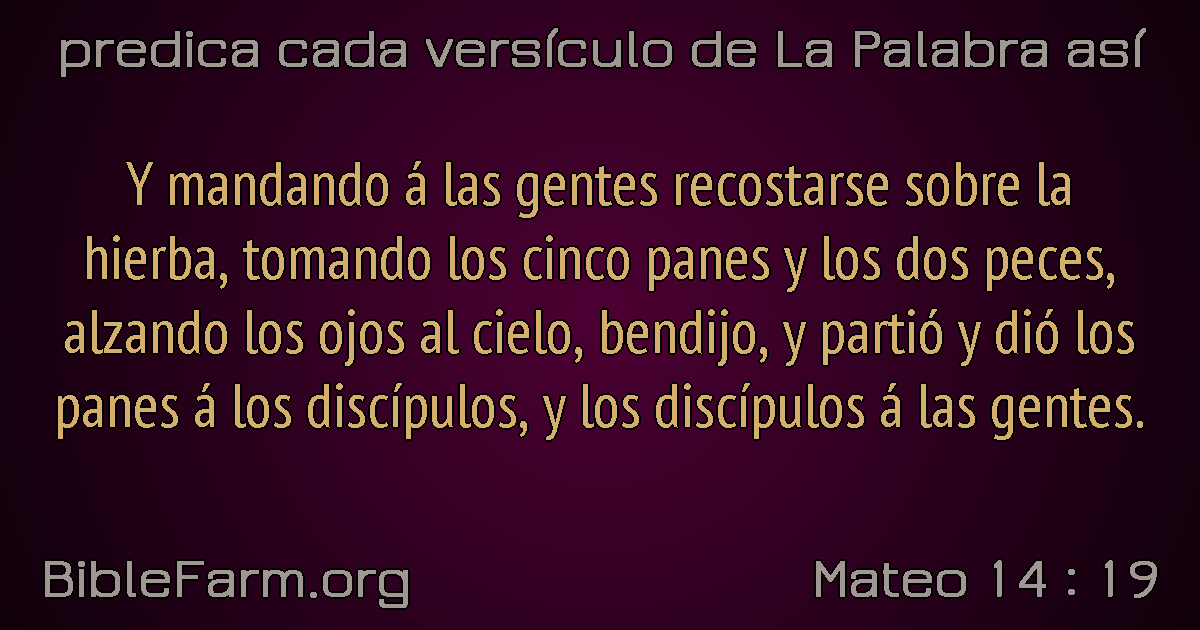 predica cada versículo de La Palabra así
Y mandando á las gentes recostarse sobre la
hierba, tomando los cinco panes y los dos peces,
alzando los ojos al cielo, bendijo, y partió y dió los
panes á los discípulos, y los discípulos á las gentes.
BibleFarm.org
Mateo 14 : 19